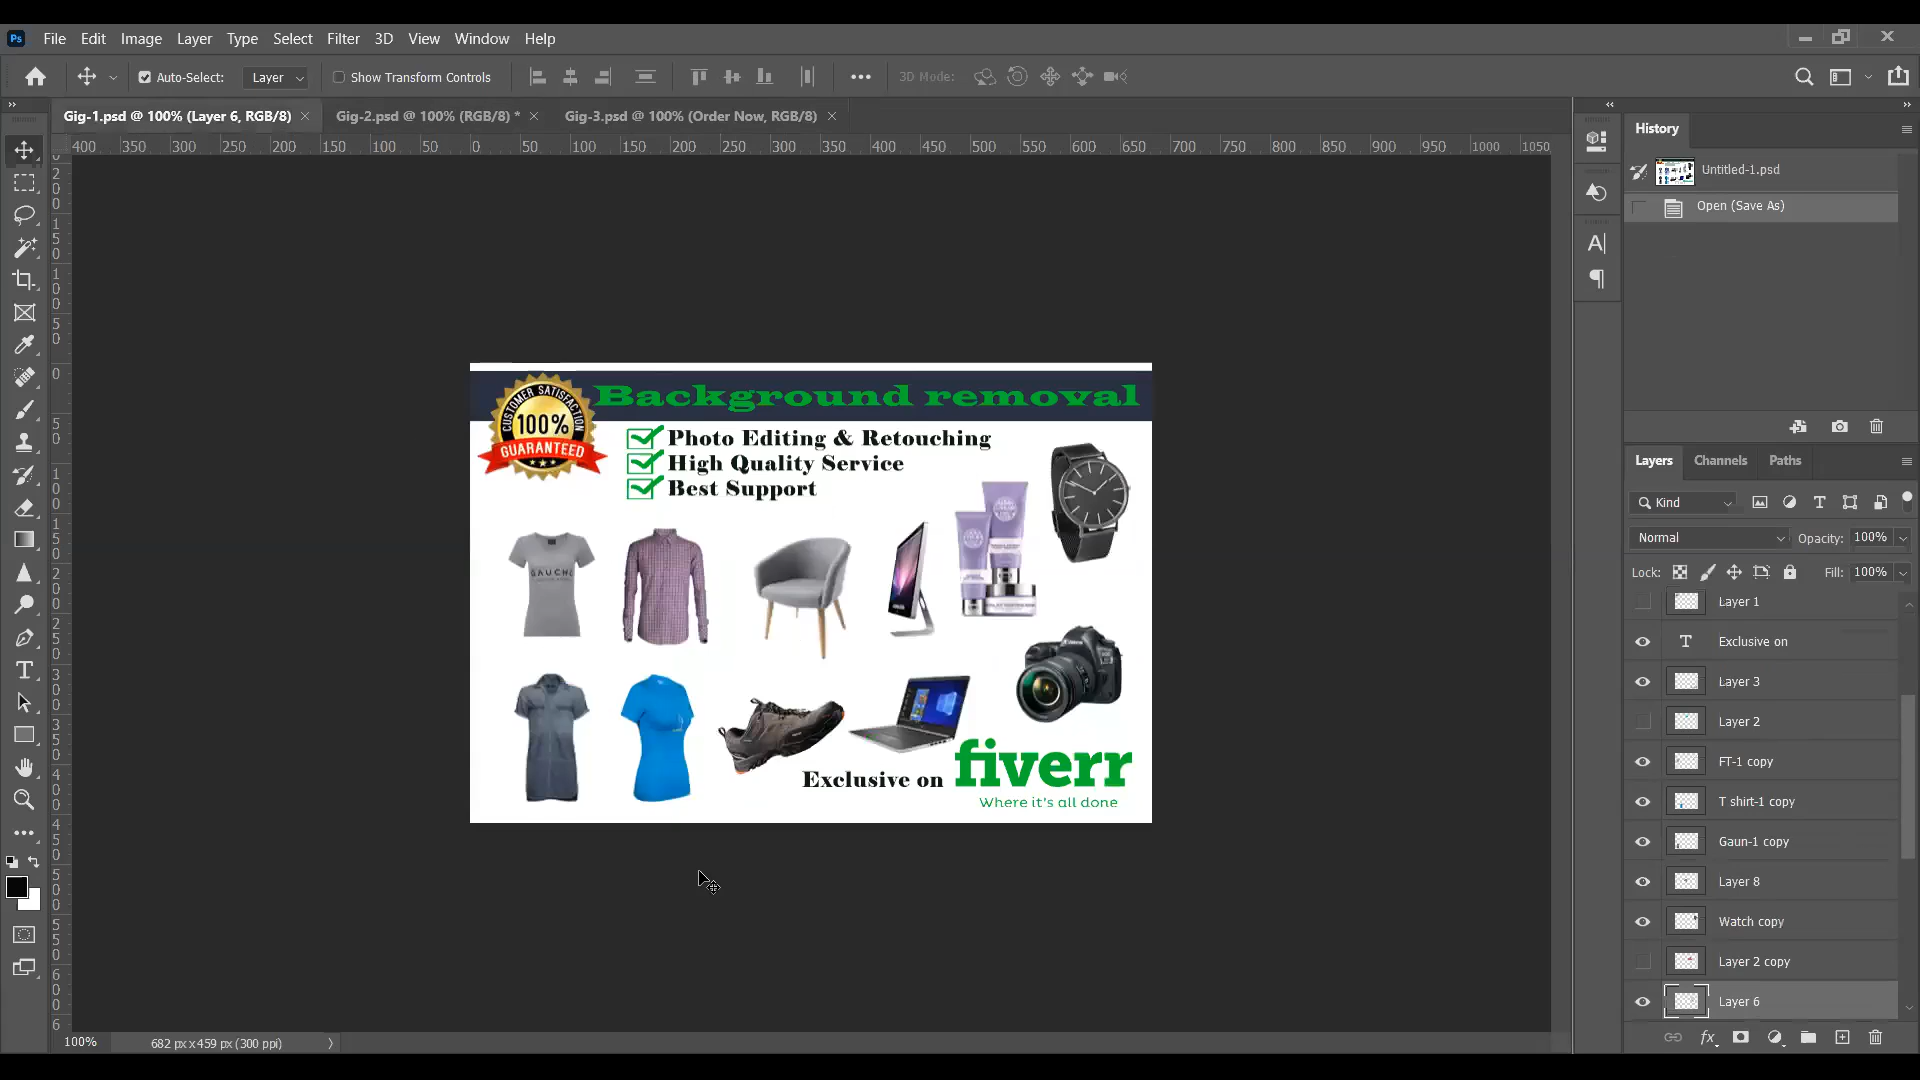 Ps File Edit Image Layer Type Select Filter 3D View Window Help
Auto-Select: Layer Show Transform Controls 3D Mode:
Gig-1.psd @ 100% (Layer 6, RGB/8) Gig-2.psd @ 100% (RGB/8) * Gig-3.psd @ 100% (Order Now, RGB/8)
400 350 300 250 200 150 100 50 0 50 100 150 200 250 300 350 400 450 500 550 600 650 700 750 800 850 900 950 1000 1050
CUSTOMER SATISFACTION
100%
GUARANTEED
Background removal
Photo Editing & Retouching
High Quality Service
Best Support
GAUCHO
Exclusive on fiverr
Where it's all done
100% 682 px x 459 px (300 ppi)
History
Untitled-1.psd
Open (Save As)
Layers Channels Paths
Kind
Normal Opacity: 100%
Lock: Fill: 100%
Layer 1
Exclusive on
Layer 3
Layer 2
FT-1 copy
T shirt-1 copy
Gaun-1 copy
Layer 8
Watch copy
Layer 2 copy
Layer 6